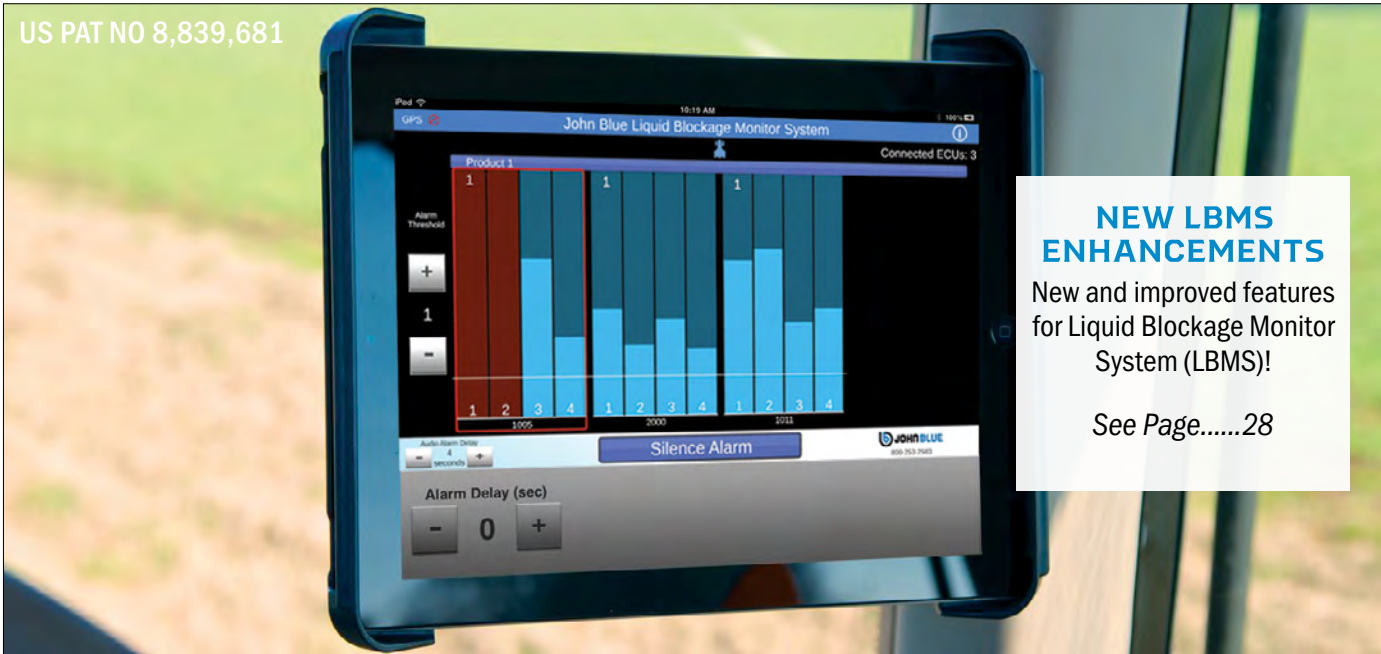 US PAT NO 8,839,681
iPod
10:19 AM
100%
GPS
John Blue Liquid Blockage Monitor System
Connected ECUs: 3
Product 1
1 1 1
Alarm
Threshold
+
1
-
1 2 3 4 1 2 3 4 1 2 3 4
1005 2000 1011
Audio Alarm Delay
- 4 +
seconds
Silence Alarm
JOHN BLUE
Alarm Delay (sec)
- 0 +
NEW LBMS
ENHANCEMENTS
New and improved features
for Liquid Blockage Monitor
System (LBMS)!
See Page......28